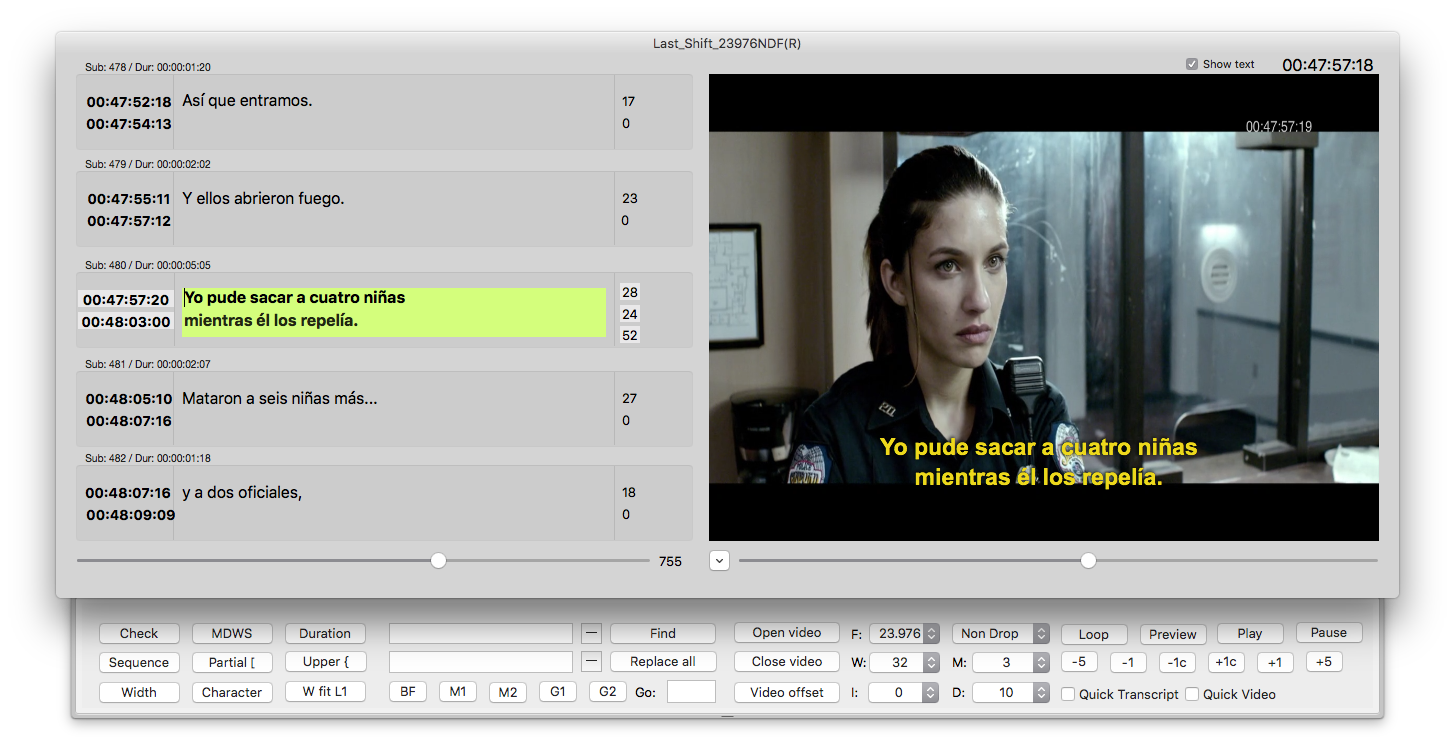 Last_Shift_23976NDF(R)
Sub: 478 / Dur: 00:00:01:20
00:47:52:18 Así que entramos. 17
00:47:54:13 0
Sub: 479 / Dur: 00:00:02:02
00:47:55:11 Y ellos abrieron fuego. 23
00:47:57:12 0
Sub: 480 / Dur: 00:00:05:05
00:47:57:20 Yo pude sacar a cuatro niñas 28
00:48:03:00 mientras él los repelía. 24
52
Sub: 481 / Dur: 00:00:02:07
00:48:05:10 Mataron a seis niñas más... 27
00:48:07:16 0
Sub: 482 / Dur: 00:00:01:18
00:48:07:16 y a dos oficiales, 18
00:48:09:09 0
755
Show text 00:47:57:18
00:47:57:19
P.D.
Yo pude sacar a cuatro niñas
mientras él los repelía.
Check MDWS Duration Find Open video F: 23.976 Non Drop Loop Preview Play Pause
Sequence Partial [ Upper { Replace all Close video W: 32 M: 3 -5 -1 -1c +1c +1 +5
Width Character W fit L1 BF M1 M2 G1 G2 Go: Video offset I: 0 D: 10 Quick Transcript Quick Video